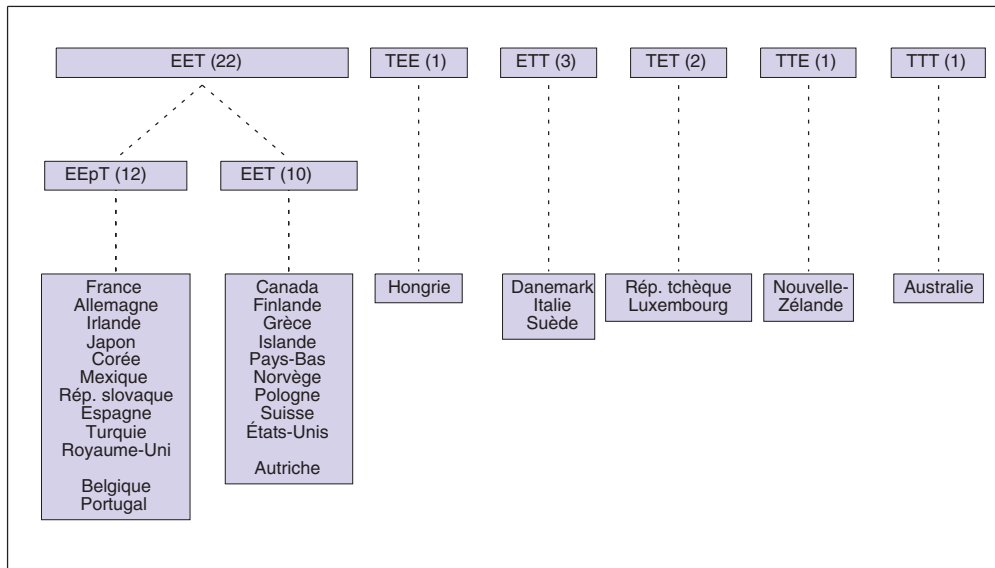 EET (22)
TEE (1)
ETT (3)
TET (2)
TTE (1)
TTT (1)
EEpT (12)
EET (10)
France
Allemagne
Irlande
Japon
Corée
Mexique
Rép. slovaque
Espagne
Turquie
Royaume-Uni
Belgique
Portugal
Canada
Finlande
Grèce
Islande
Pays-Bas
Norvège
Pologne
Suisse
États-Unis
Autriche
Hongrie
Danemark
Italie
Suède
Rép. tchèque
Luxembourg
Nouvelle-
Zélande
Australie